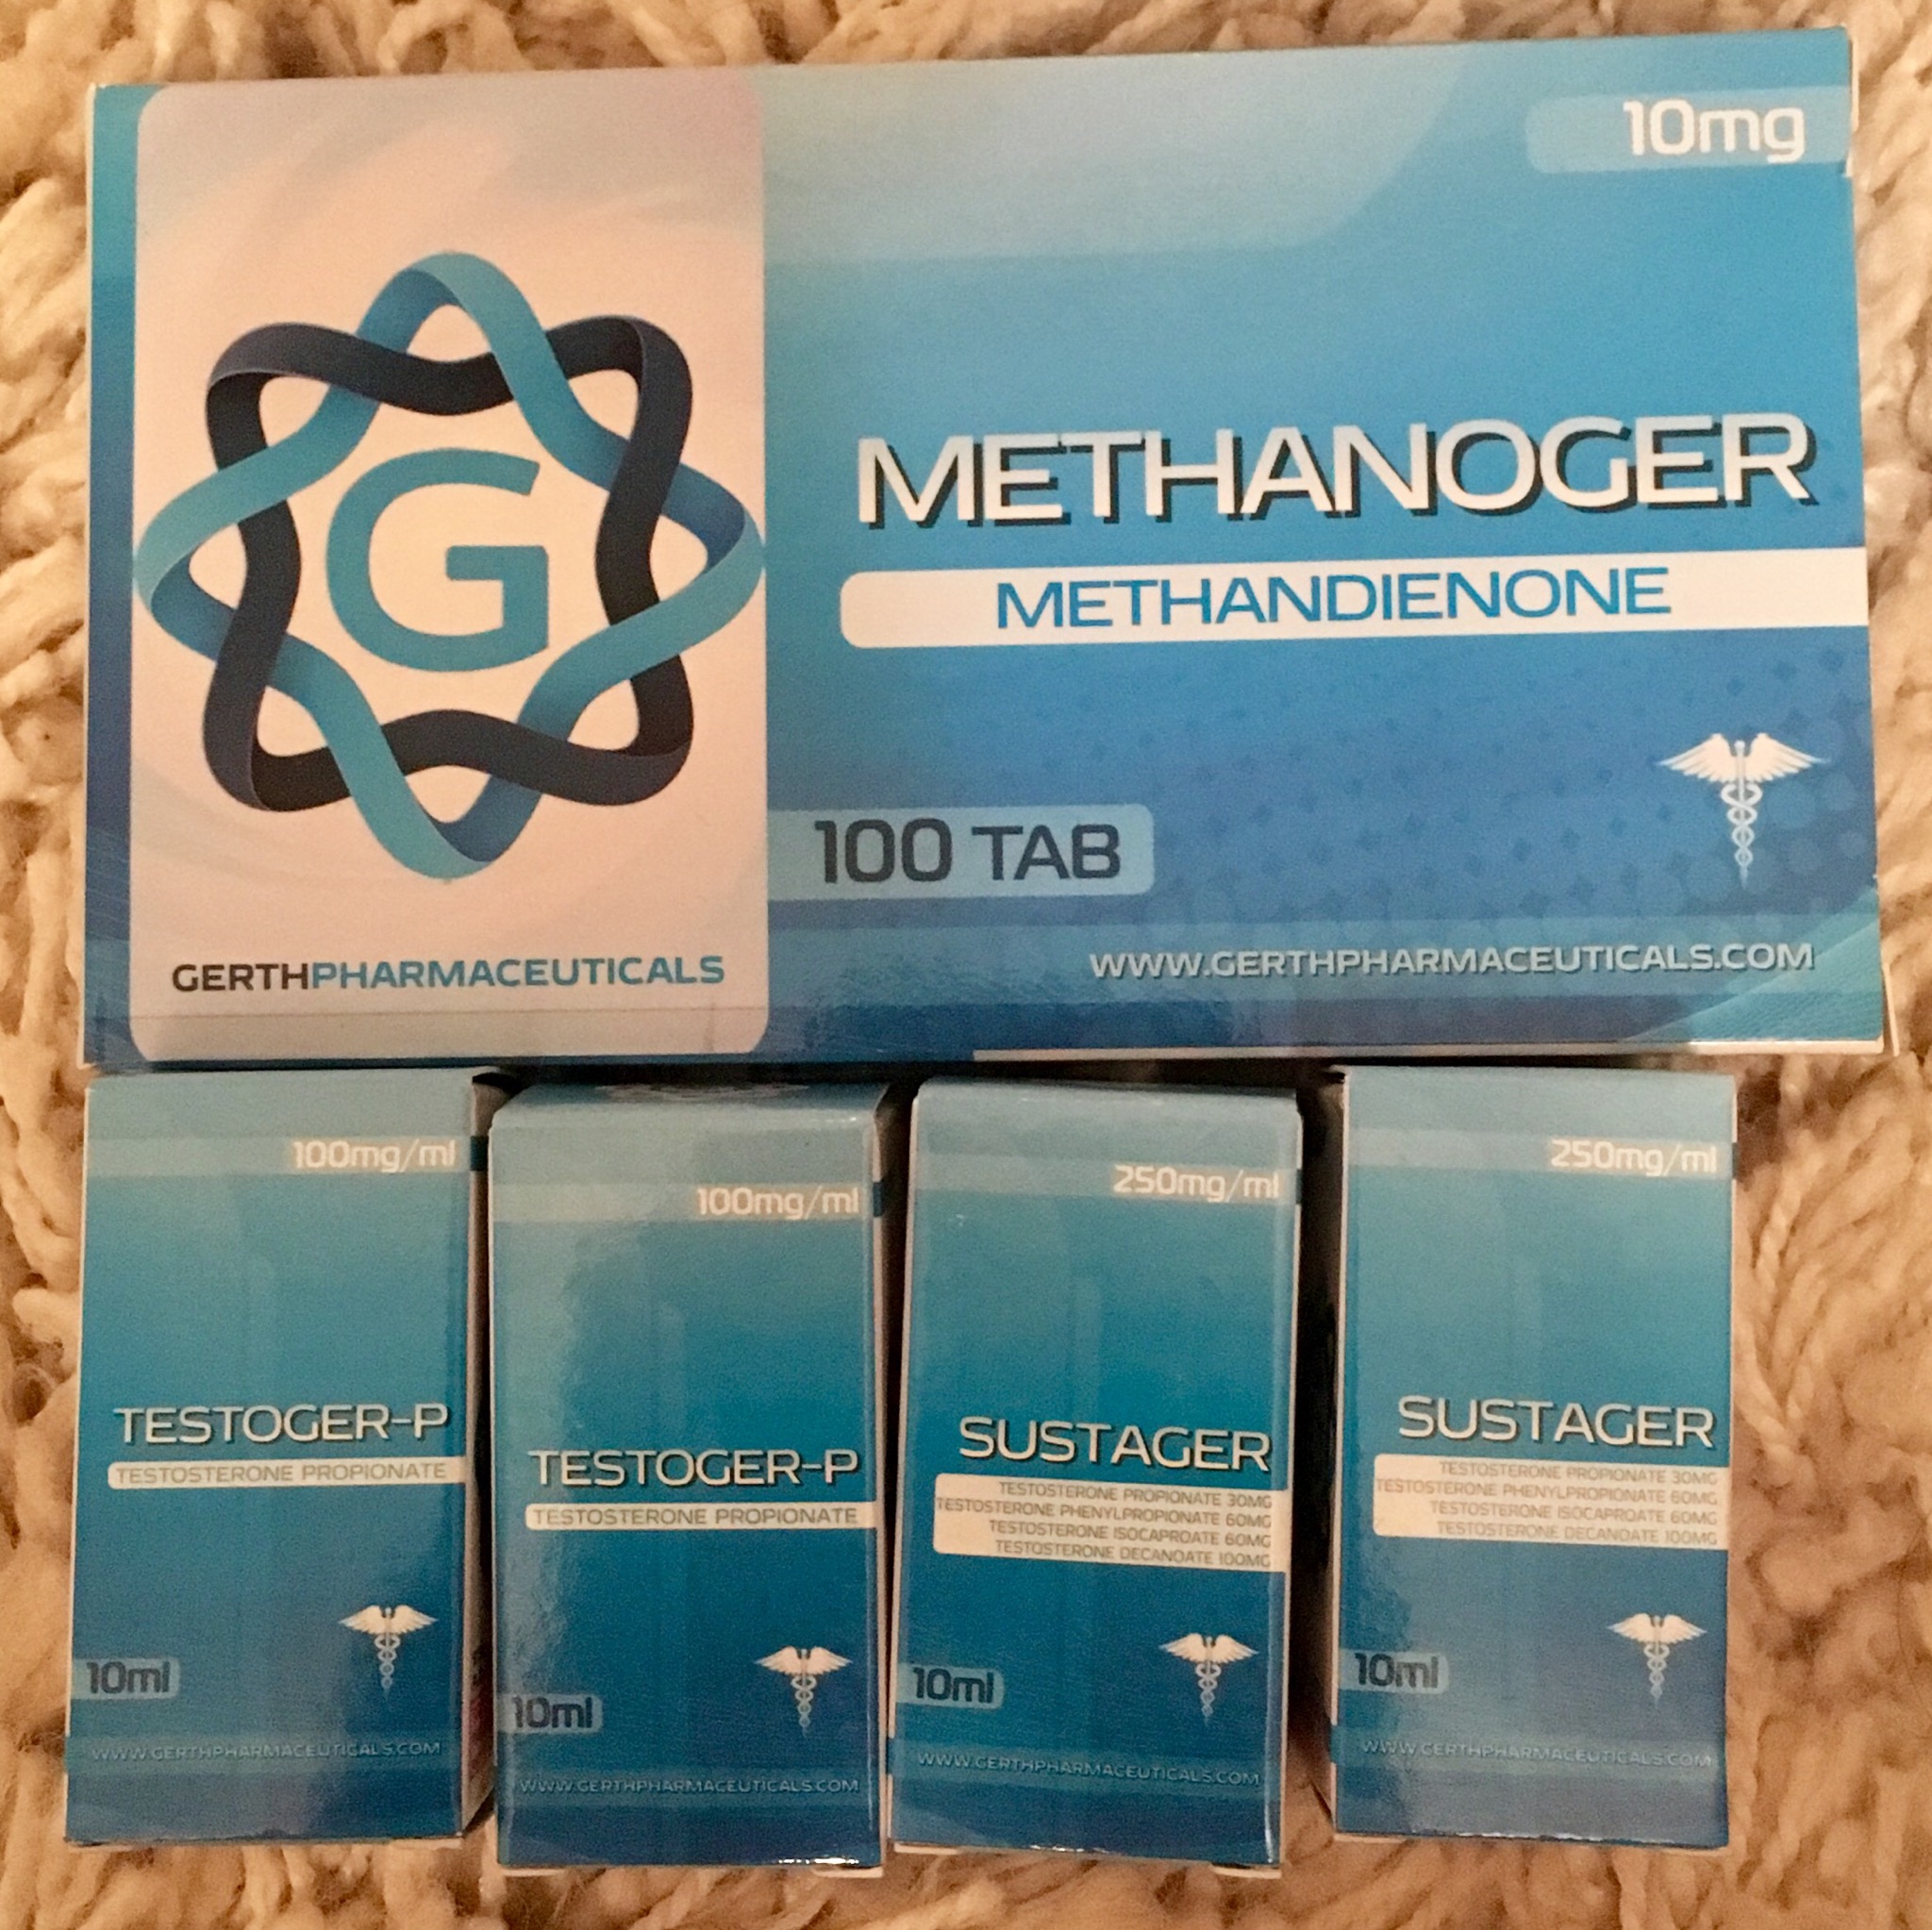 10mg
G
METHANOGER
METHANDIENONE
100 TAB
GERTHPHARMACEUTICALS
WWW.GERTHPHARMACEUTICALS.COM
100mg/ml
TESTOGER-P
TESTOSTERONE PROPIONATE
10ml
WWW.GERTHPHARMACEUTICALS.COM
100mg/ml
TESTOGER-P
TESTOSTERONE PROPIONATE
10ml
WWW.GERTHPHARMACEUTICALS.COM
250mg/ml
SUSTAGER
TESTOSTERONE PROPIONATE 30MG
TESTOSTERONE PHENYLPROPIONATE 60MG
TESTOSTERONE ISOCAPROATE 60MG
TESTOSTERONE DECANOATE 100MG
10ml
WWW.GERTHPHARMACEUTICALS.COM
250mg/ml
SUSTAGER
TESTOSTERONE PROPIONATE 30MG
TESTOSTERONE PHENYLPROPIONATE 60MG
TESTOSTERONE ISOCAPROATE 60MG
TESTOSTERONE DECANOATE 100MG
10ml
WWW.GERTHPHARMACEUTICALS.COM